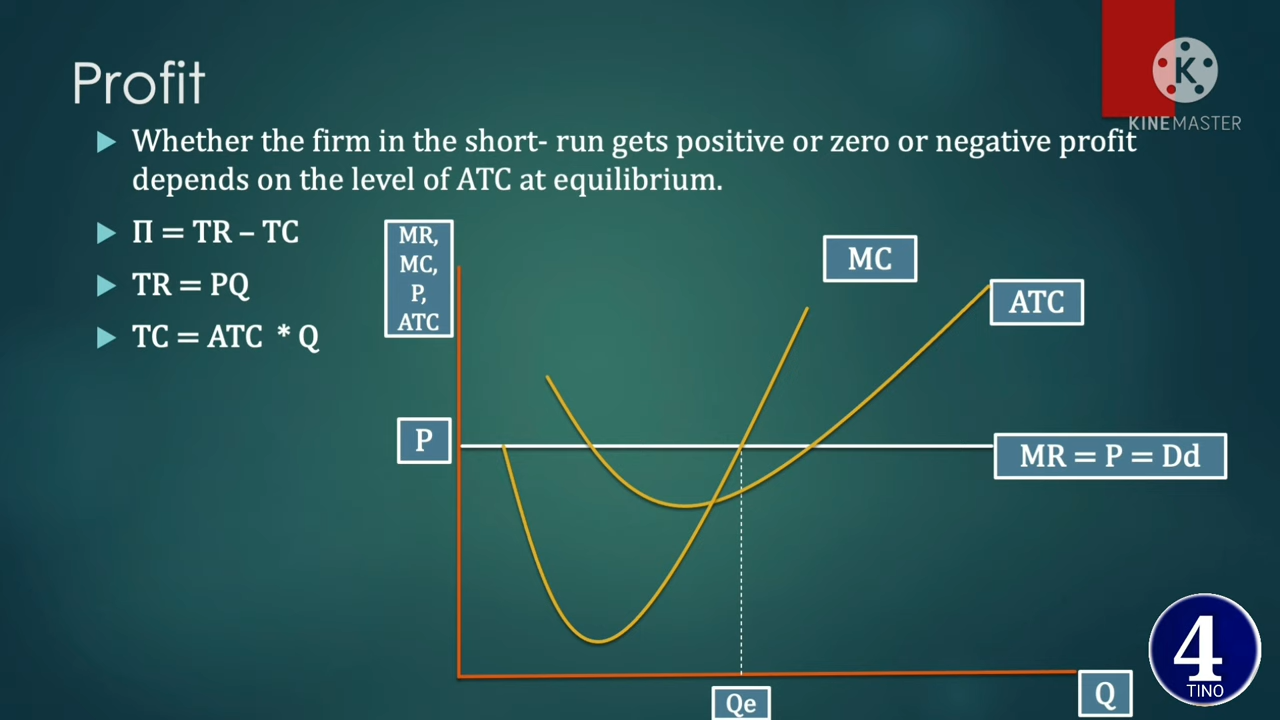 Profit
KINEMASTER
Whether the firm in the short- run gets positive or zero or negative profit
depends on the level of ATC at equilibrium.
Π = TR – TC
TR = PQ
TC = ATC * Q
MR,
MC,
P,
ATC
MC
ATC
P
MR = P = Dd
Qe
Q
4
TINO
K